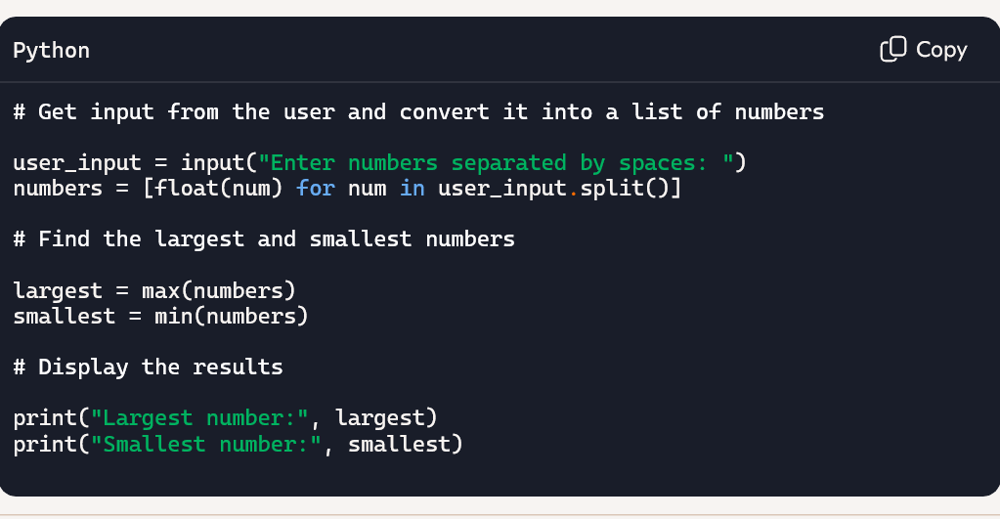 Python
Copy
# Get input from the user and convert it into a list of numbers
user_input = input("Enter numbers separated by spaces: ")
numbers = [float(num) for num in user_input.split()]
# Find the largest and smallest numbers
largest = max(numbers)
smallest = min(numbers)
# Display the results
print("Largest number:", largest)
print("Smallest number:", smallest)